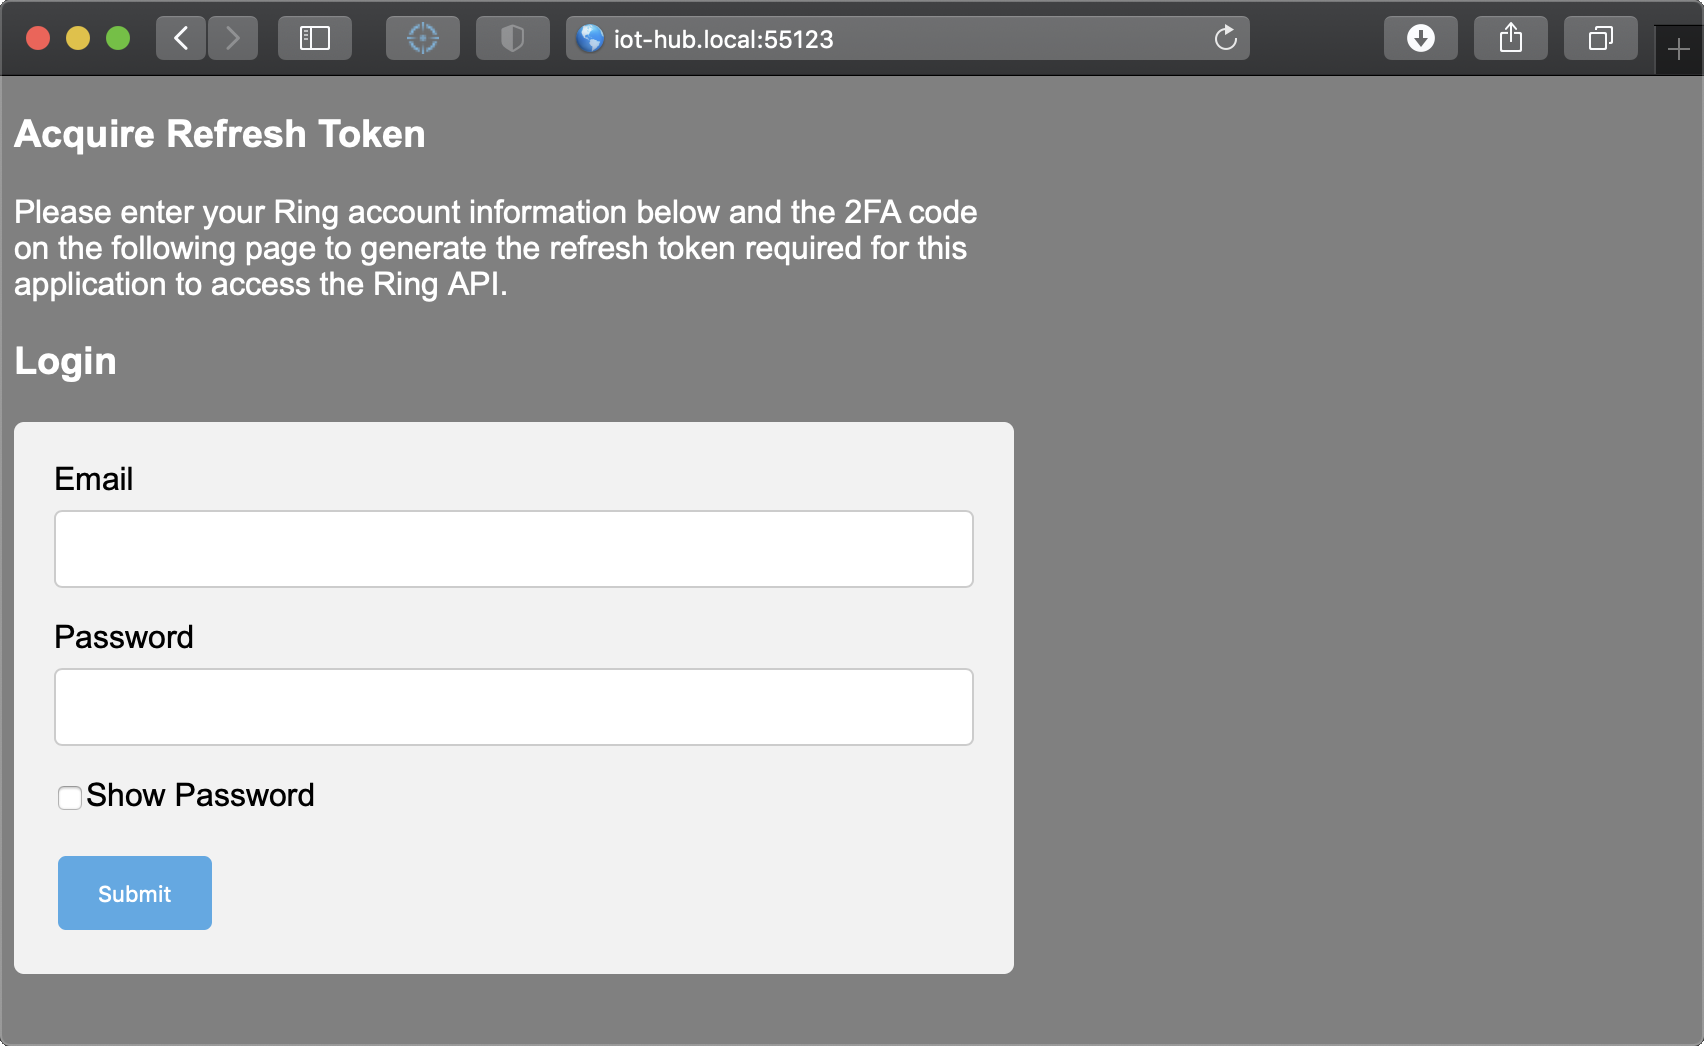 iot-hub.local:55123
Acquire Refresh Token
Please enter your Ring account information below and the 2FA code
on the following page to generate the refresh token required for this
application to access the Ring API.
Login
Email
Password
Show Password
Submit